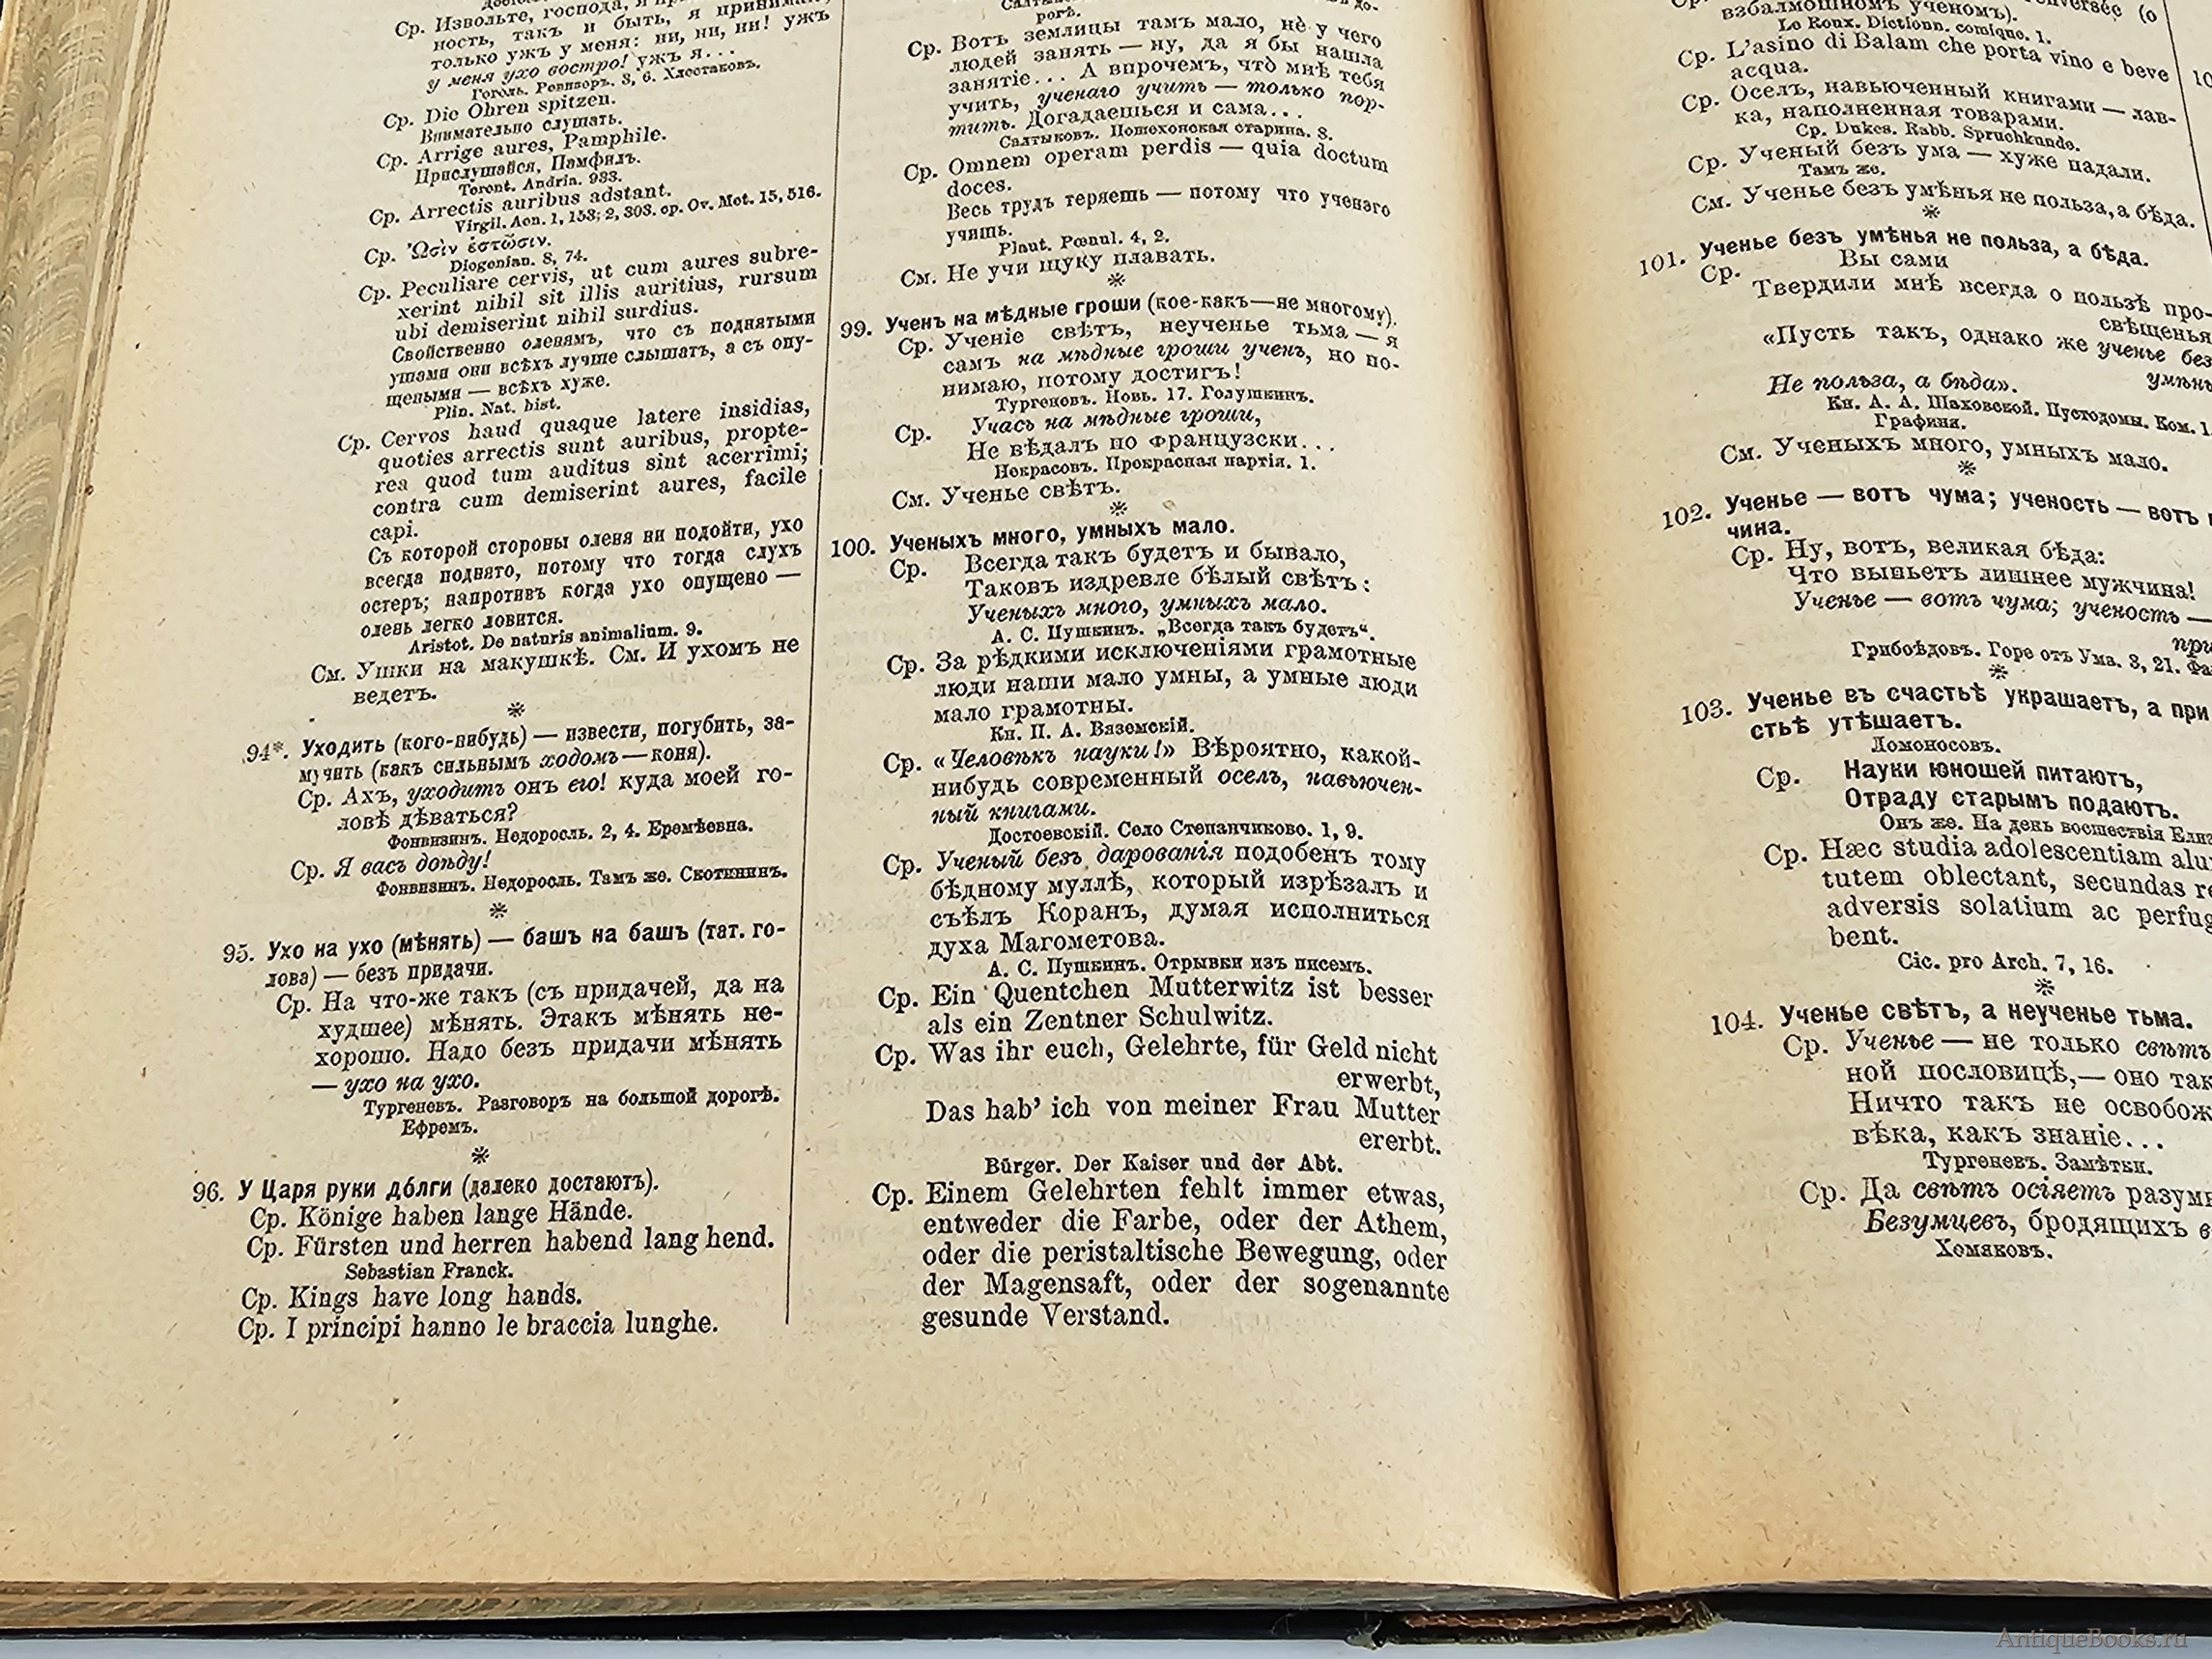 Ср. Извольте, господа, я
ность, такъ и быть, я принимаю,
только ужъ у меня: ни, ни, ни! ужъ
у меня ухо востро! ужъ я...
Гоголь. Ревизоръ. 3, 6. Хлестаковъ.
Ср. Die Ohren spitzen.
Внимательно слушать.
Ср. Arrige aures, Pamphile.
Прислушайся, Памфилъ.
Terent. Andria. 933.
Ср. Arrectis auribus adstant.
Virgil. Aen. 1, 153; 2, 303. ср. Ov. Met. 15, 516.
Ср. Ὠσὶν ἑστῶσιν.
Diogenian. 8, 74.
Ср. Peculiare cervis, ut cum aures subre-
xerint nihil sit illis auritius, rursum
ubi demiserint nihil surdius.
Свойственно оленямъ, что съ поднятыми
ушами они всѣхъ лучше слышатъ, а съ опу-
щеными — всѣхъ хуже.
Plin. Nat. hist.
Ср. Cervos haud quaque latere insidias,
quoties arrectis sunt auribus, propte-
rea quod tum auditus sint acerrimi;
contra cum demiserint aures, facile
capi.
Съ которой стороны оленя ни подойти, ухо
всегда поднято, потому что тогда слухъ
остеръ; напротивъ когда ухо опущено —
олень легко ловится.
Aristot. De naturis animalium. 9.
См. Ушки на макушкѣ. См. И ухомъ не
ведетъ.
94*. Уходить (кого-нибудь) — извести, погубить, за-
мучить (какъ сильнымъ ходомъ — коня).
Ср. Ахъ, уходитъ онъ его! куда моей го-
ловѣ дѣваться?
Фонвизинъ. Недоросль. 2, 4. Еремѣевна.
Ср. Я васъ доѣду!
Фонвизинъ. Недоросль. Тамъ же. Скотининъ.
95. Ухо на ухо (мѣнять) — башъ на башъ (тат. го-
лова) — безъ придачи.
Ср. На что-же такъ (съ придачей, да на
худшее) мѣнять. Этакъ мѣнять не-
хорошо. Надо безъ придачи мѣнять
— ухо на ухо.
Тургеневъ. Разговоръ на большой дорогѣ.
Ефремъ.
96. У Царя руки до́лги (далеко достаютъ).
Ср. Könige haben lange Hände.
Ср. Fürsten und herren habend lang hend.
Sebastian Franck.
Ср. Kings have long hands.
Ср. I principi hanno le braccia lunghe.
рогѣ.
Ср. Вотъ землицы тамъ мало, не́ у чего
людей занять — ну, да я бы нашла
занятіе... А впрочемъ, что́ мнѣ тебя
учить, ученаго учить — только пор-
тить. Догадаешься и сама...
Салтыковъ. Пошехонская старина. 8.
Ср. Omnem operam perdis — quia doctum
doces.
Весь трудъ теряешь — потому что ученаго
учишь.
Plaut. Pœnul. 4, 2.
См. Не учи щуку плавать.
99. Ученъ на мѣдные гроши (кое-какъ—не многому).
Ср. Ученіе свѣтъ, неученье тьма — я
самъ на мѣдные гроши ученъ, но по-
нимаю, потому достигъ!
Тургеневъ. Новь. 17. Голушкинъ.
Ср. Учась на мѣдные гроши,
Не вѣдалъ по французски...
Некрасовъ. Прекрасная партія. 1.
См. Ученье свѣтъ.
100. Ученыхъ много, умныхъ мало.
Ср. Всегда такъ будетъ и бывало,
Таковъ издревле бѣлый свѣтъ:
Ученыхъ много, умныхъ мало.
А. С. Пушкинъ. „Всегда такъ будетъ“.
Ср. За рѣдкими исключеніями грамотные
люди наши мало умны, а умные люди
мало грамотны.
Кн. П. А. Вяземскій.
Ср. «Человѣкъ науки!» Вѣроятно, какой-
нибудь современный оселъ, навьючен-
ный книгами.
Достоевскій. Село Степанчиково. 1, 9.
Ср. Ученый безъ дарованія подобенъ тому
бѣдному муллѣ, который изрѣзалъ и
съѣлъ Коранъ, думая исполниться
духа Магометова.
А. С. Пушкинъ. Отрывки изъ писемъ.
Ср. Ein Quentchen Mutterwitz ist besser
als ein Zentner Schulwitz.
Ср. Was ihr euch, Gelehrte, für Geld nicht
erwerbt,
Das hab’ ich von meiner Frau Mutter
ererbt.
Bürger. Der Kaiser und der Abt.
Ср. Einem Gelehrten fehlt immer etwas,
entweder die Farbe, oder der Athem,
oder die peristaltische Bewegung, oder
der Magensaft, oder der sogenannte
gesunde Verstand.
взбалмошномъ ученомъ).
Le Roux. Dictionn. comique. 1.
Ср. L’asino di Balam che porta vino e beve
acqua.
Ср. Оселъ, навьюченный книгами — лав-
ка, наполненная товарами.
Ср. Dukes. Rabb. Spruchkunde.
Ср. Ученый безъ ума — хуже падали.
Тамъ же.
См. Ученье безъ умѣнья не польза, а бѣда.
101. Ученье безъ умѣнья не польза, а бѣда.
Ср. Вы сами
Твердили мнѣ всегда о пользѣ про-
свѣщенья
«Пусть такъ, однако же ученье без
умѣнь
Не польза, а бѣда».
Кн. А. А. Шаховской. Пустодомы. Ком. 1.
Графиня.
См. Ученыхъ много, умныхъ мало.
102. Ученье — вотъ чума; ученость — вотъ
чина.
Ср. Ну, вотъ, великая бѣда:
Что выпьетъ лишнее мужчина!
Ученье — вотъ чума; ученость —
при
Грибоѣдовъ. Горе отъ Ума. 3, 21. Фа
103. Ученье въ счастьѣ украшаетъ, а при
стьѣ утѣшаетъ.
Ломоносовъ.
Ср. Науки юношей питаютъ,
Отраду старымъ подаютъ.
Онъ же. На день восшествія Ели
Ср. Hæc studia adolescentiam alu
tutem oblectant, secundas re
adversis solatium ac perfug
bent.
Cic. pro Arch. 7, 16.
104. Ученье свѣтъ, а неученье тьма.
Ср. Ученье — не только свѣтъ
ной пословицѣ,— оно так
Ничто такъ не освобож
вѣка, какъ знаніе...
Тургеневъ. Замѣтки.
Ср. Да свѣтъ осіяетъ разум
Безумцевъ, бродящихъ в
Хомяковъ.
AntiqueBooks.ru